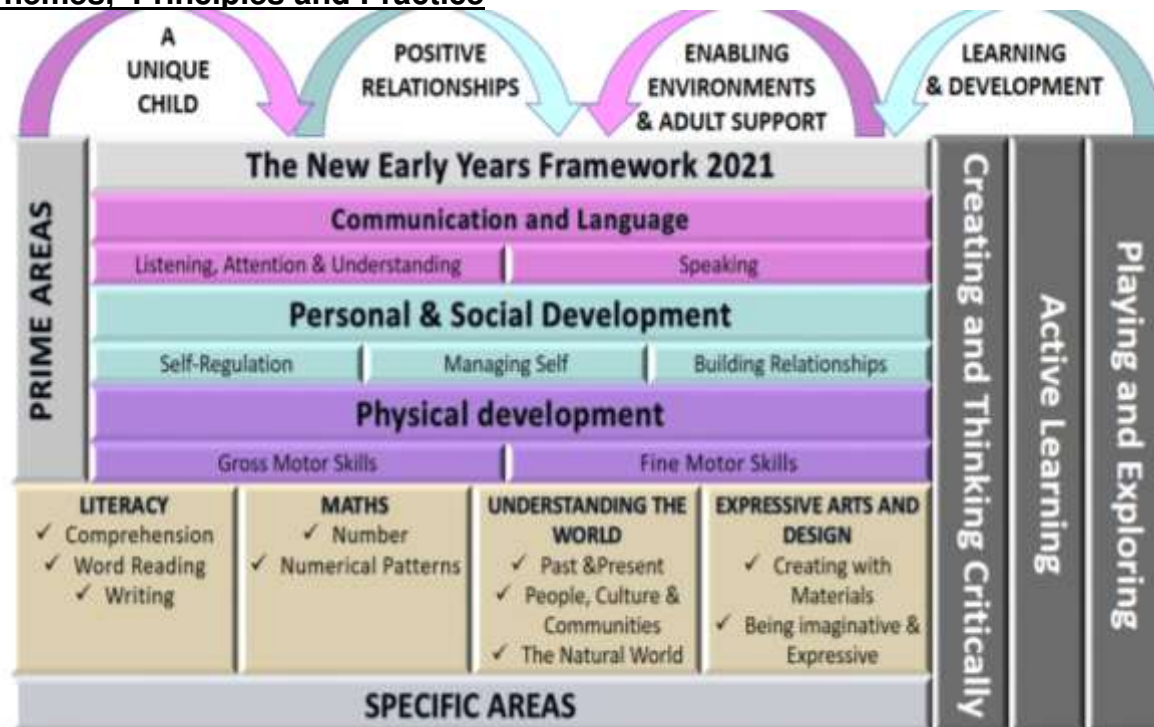 Themes, Principles and Practice
A
UNIQUE
CHILD
POSITIVE
RELATIONSHIPS
ENABLING
ENVIRONMENTS
& ADULT SUPPORT
LEARNING
& DEVELOPMENT
PRIME AREAS
The New Early Years Framework 2021
Communication and Language
Listening, Attention & Understanding
Speaking
Personal & Social Development
Self-Regulation
Managing Self
Building Relationships
Physical development
Gross Motor Skills
Fine Motor Skills
LITERACY
✓ Comprehension
✓ Word Reading
✓ Writing
MATHS
✓ Number
✓ Numerical Patterns
UNDERSTANDING THE
WORLD
✓ Past &Present
✓ People, Culture &
Communities
✓ The Natural World
EXPRESSIVE ARTS AND
DESIGN
✓ Creating with
Materials
✓ Being imaginative &
Expressive
SPECIFIC AREAS
Creating and Thinking Critically
Active Learning
Playing and Exploring